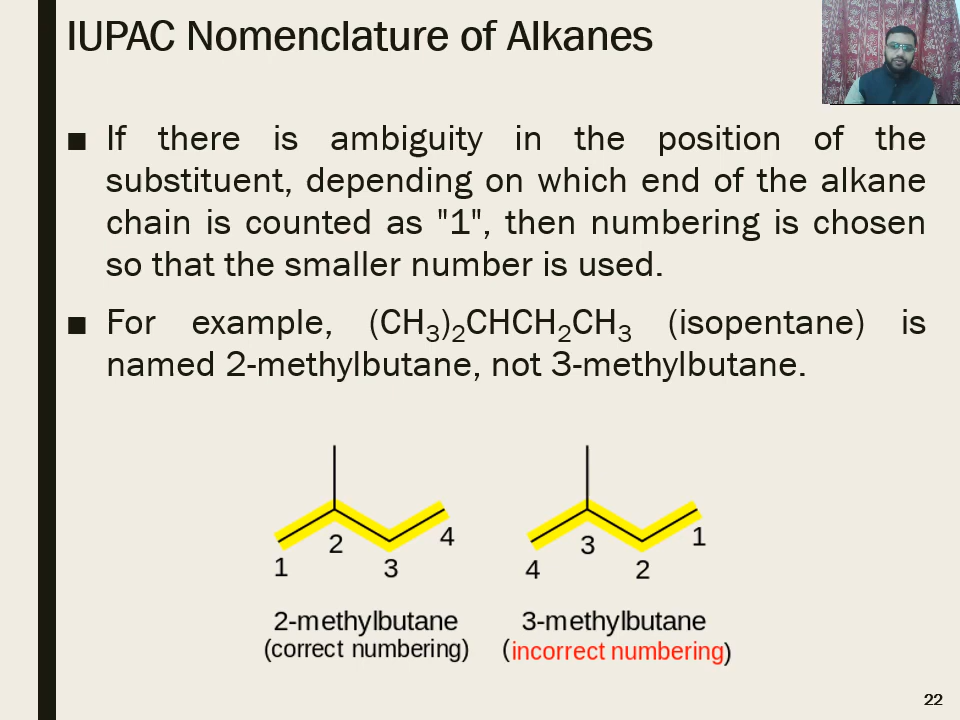 IUPAC Nomenclature of Alkanes
■ If there is ambiguity in the position of the
substituent, depending on which end of the alkane
chain is counted as "1", then numbering is chosen
so that the smaller number is used.
■ For example, (CH₃)₂CHCH₂CH₃ (isopentane) is
named 2-methylbutane, not 3-methylbutane.
1 2 3 4
4 3 2 1
2-methylbutane
(correct numbering)
3-methylbutane
(incorrect numbering)
22